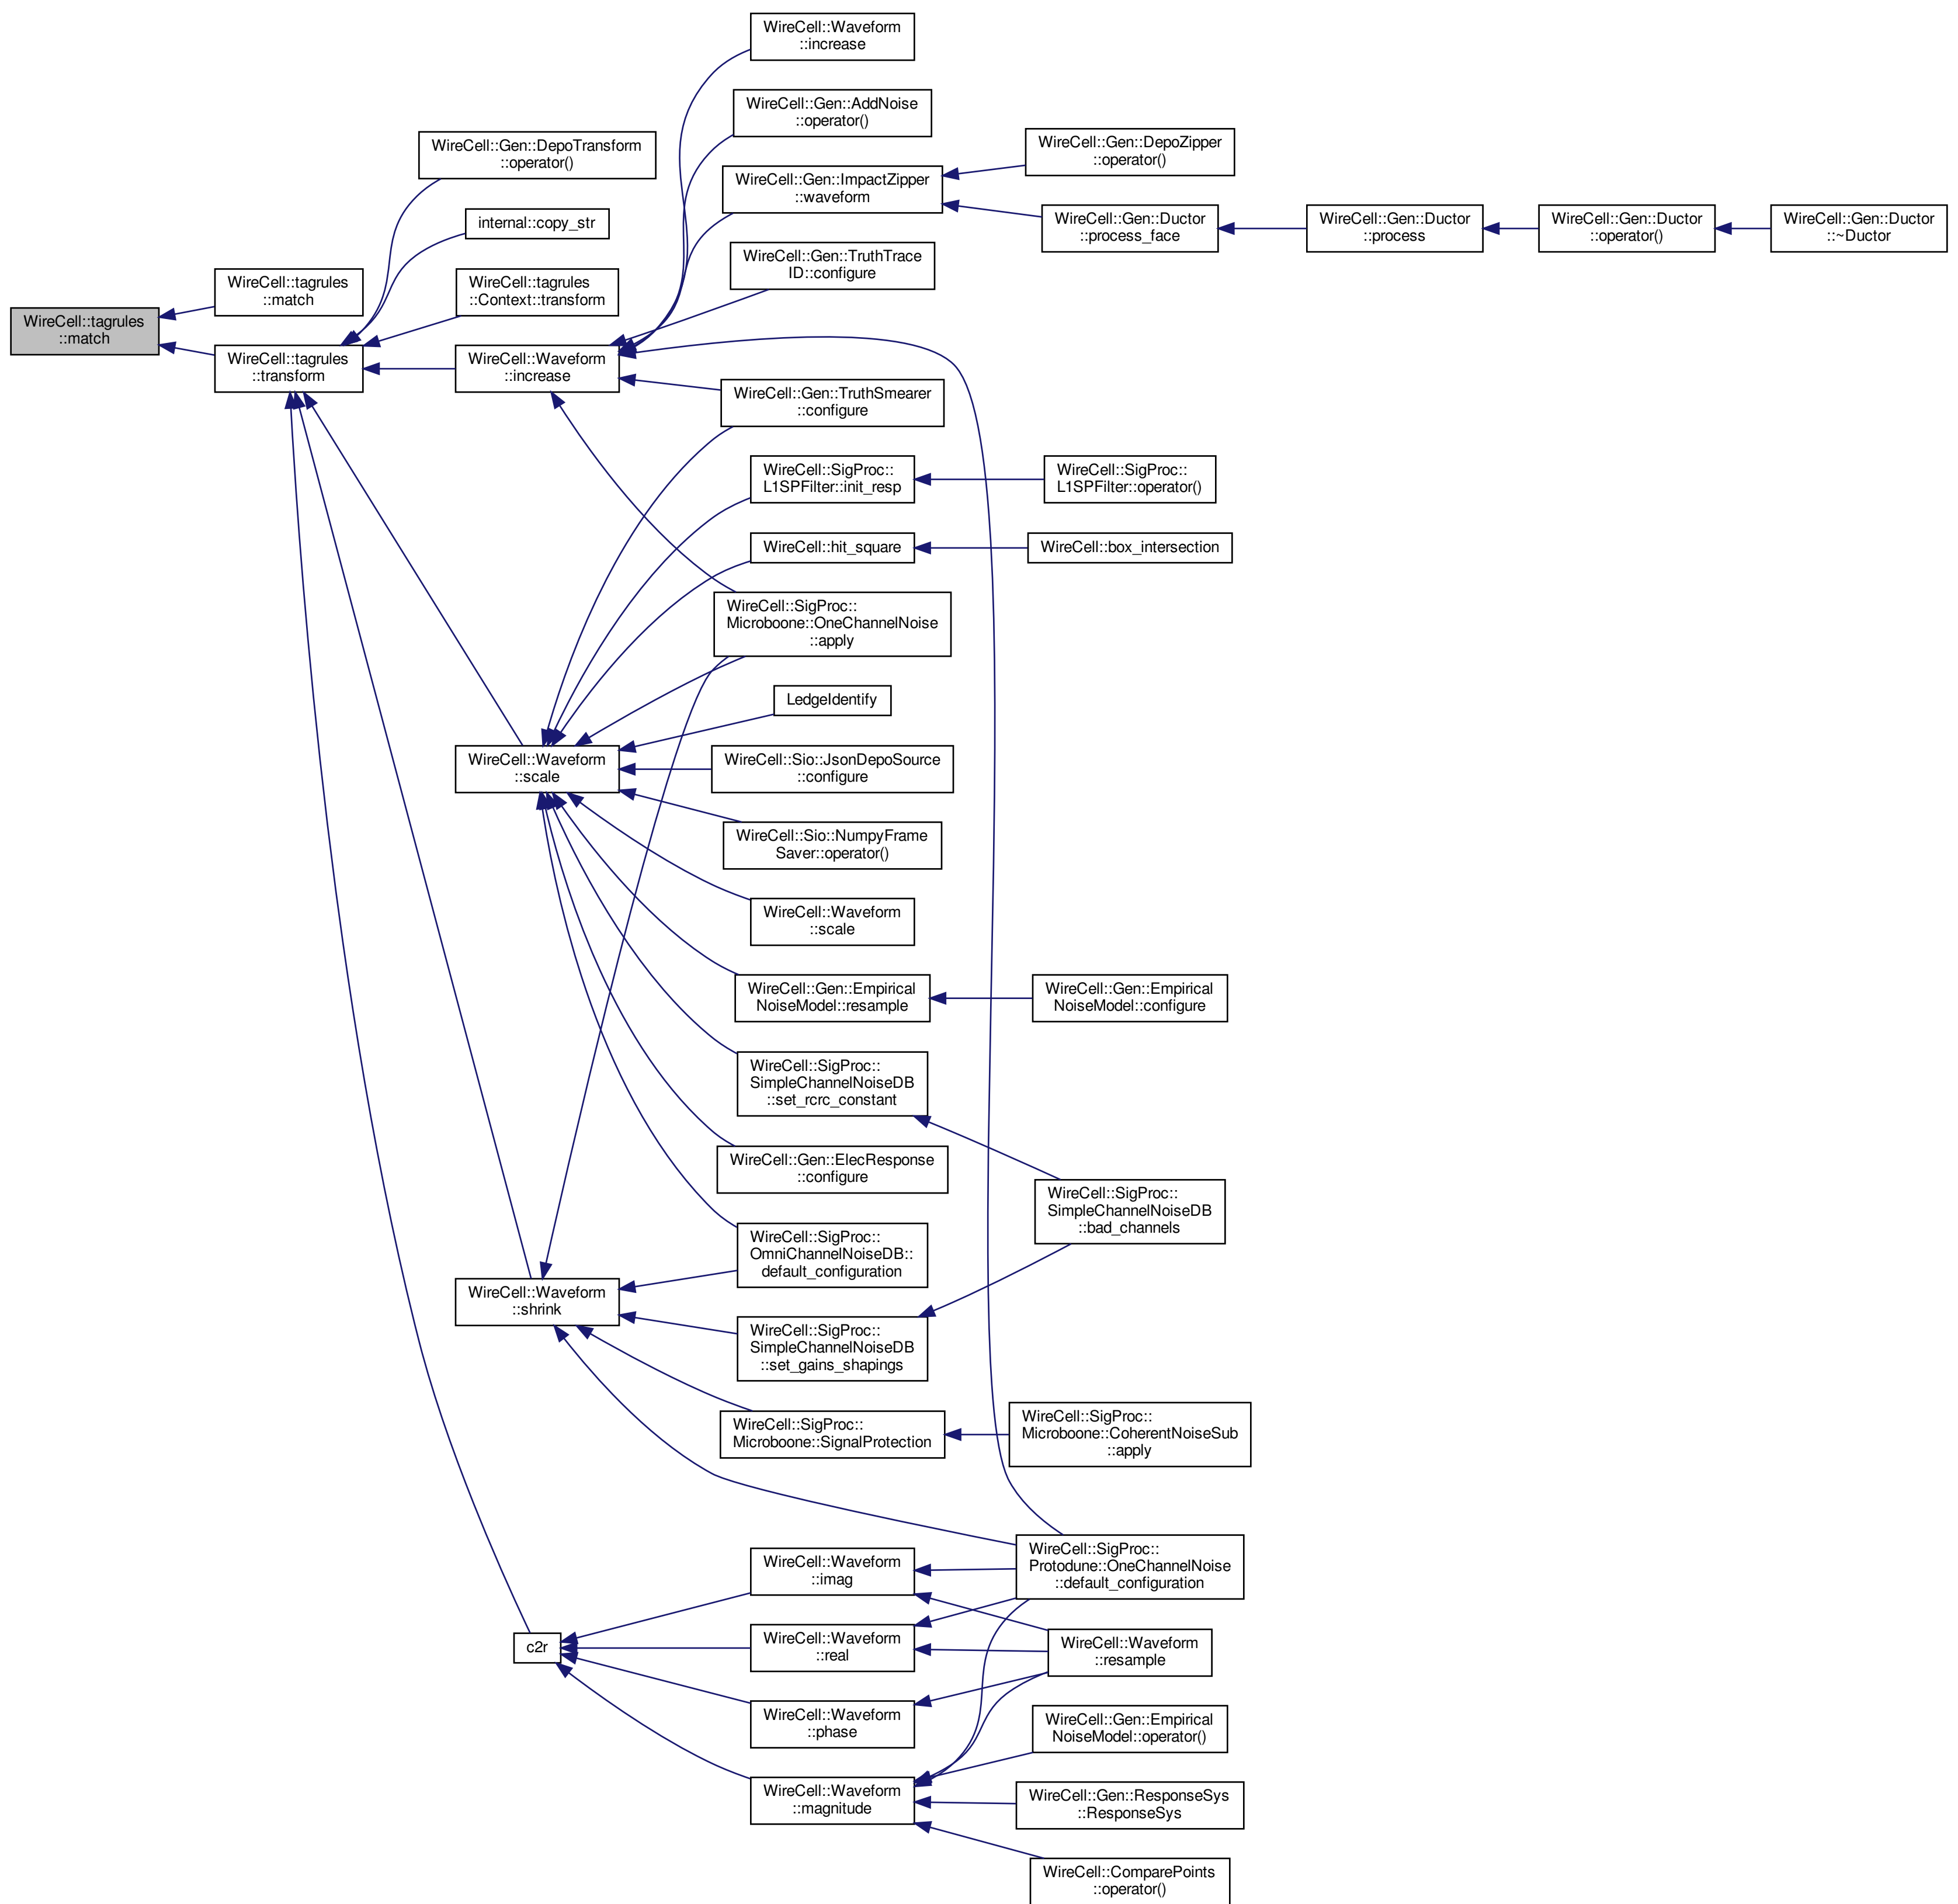 WireCell::Waveform
::increase
WireCell::Gen::AddNoise
::operator()
WireCell::Gen::DepoTransform
::operator()
WireCell::Gen::DepoZipper
::operator()
WireCell::Gen::ImpactZipper
::waveform
internal::copy_str
WireCell::Gen::Ductor
::process_face
WireCell::Gen::Ductor
::process
WireCell::Gen::Ductor
::operator()
WireCell::Gen::Ductor
::~Ductor
WireCell::Gen::TruthTrace
ID::configure
WireCell::tagrules
::match
WireCell::tagrules
::Context::transform
WireCell::tagrules
::match
WireCell::tagrules
::transform
WireCell::Waveform
::increase
WireCell::Gen::TruthSmearer
::configure
WireCell::SigProc::
L1SPFilter::init_resp
WireCell::SigProc::
L1SPFilter::operator()
WireCell::hit_square
WireCell::box_intersection
WireCell::SigProc::
Microboone::OneChannelNoise
::apply
LedgeIdentify
WireCell::Waveform
::scale
WireCell::Sio::JsonDepoSource
::configure
WireCell::Sio::NumpyFrame
Saver::operator()
WireCell::Waveform
::scale
WireCell::Gen::Empirical
NoiseModel::resample
WireCell::Gen::Empirical
NoiseModel::configure
WireCell::SigProc::
SimpleChannelNoiseDB
::set_rcrc_constant
WireCell::Gen::ElecResponse
::configure
WireCell::SigProc::
SimpleChannelNoiseDB
::bad_channels
WireCell::SigProc::
OmniChannelNoiseDB::
default_configuration
WireCell::Waveform
::shrink
WireCell::SigProc::
SimpleChannelNoiseDB
::set_gains_shapings
WireCell::SigProc::
Microboone::SignalProtection
WireCell::SigProc::
Microboone::CoherentNoiseSub
::apply
WireCell::SigProc::
Protodune::OneChannelNoise
::default_configuration
WireCell::Waveform
::imag
c2r
WireCell::Waveform
::real
WireCell::Waveform
::resample
WireCell::Waveform
::phase
WireCell::Gen::Empirical
NoiseModel::operator()
WireCell::Waveform
::magnitude
WireCell::Gen::ResponseSys
::ResponseSys
WireCell::ComparePoints
::operator()